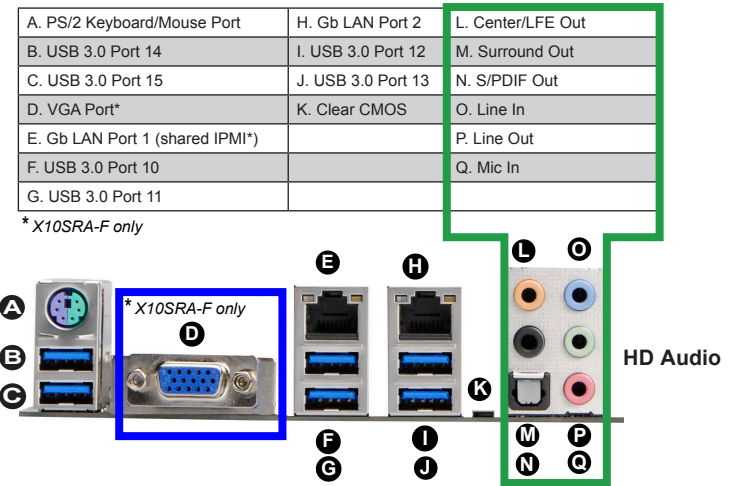 A. PS/2 Keyboard/Mouse Port H. Gb LAN Port 2 L. Center/LFE Out
B. USB 3.0 Port 14 I. USB 3.0 Port 12 M. Surround Out
C. USB 3.0 Port 15 J. USB 3.0 Port 13 N. S/PDIF Out
D. VGA Port* K. Clear CMOS O. Line In
E. Gb LAN Port 1 (shared IPMI*) P. Line Out
F. USB 3.0 Port 10 Q. Mic In
G. USB 3.0 Port 11
* X10SRA-F only
E H L O
A * X10SRA-F only
D
B HD Audio
C K
F I M P
G J N Q